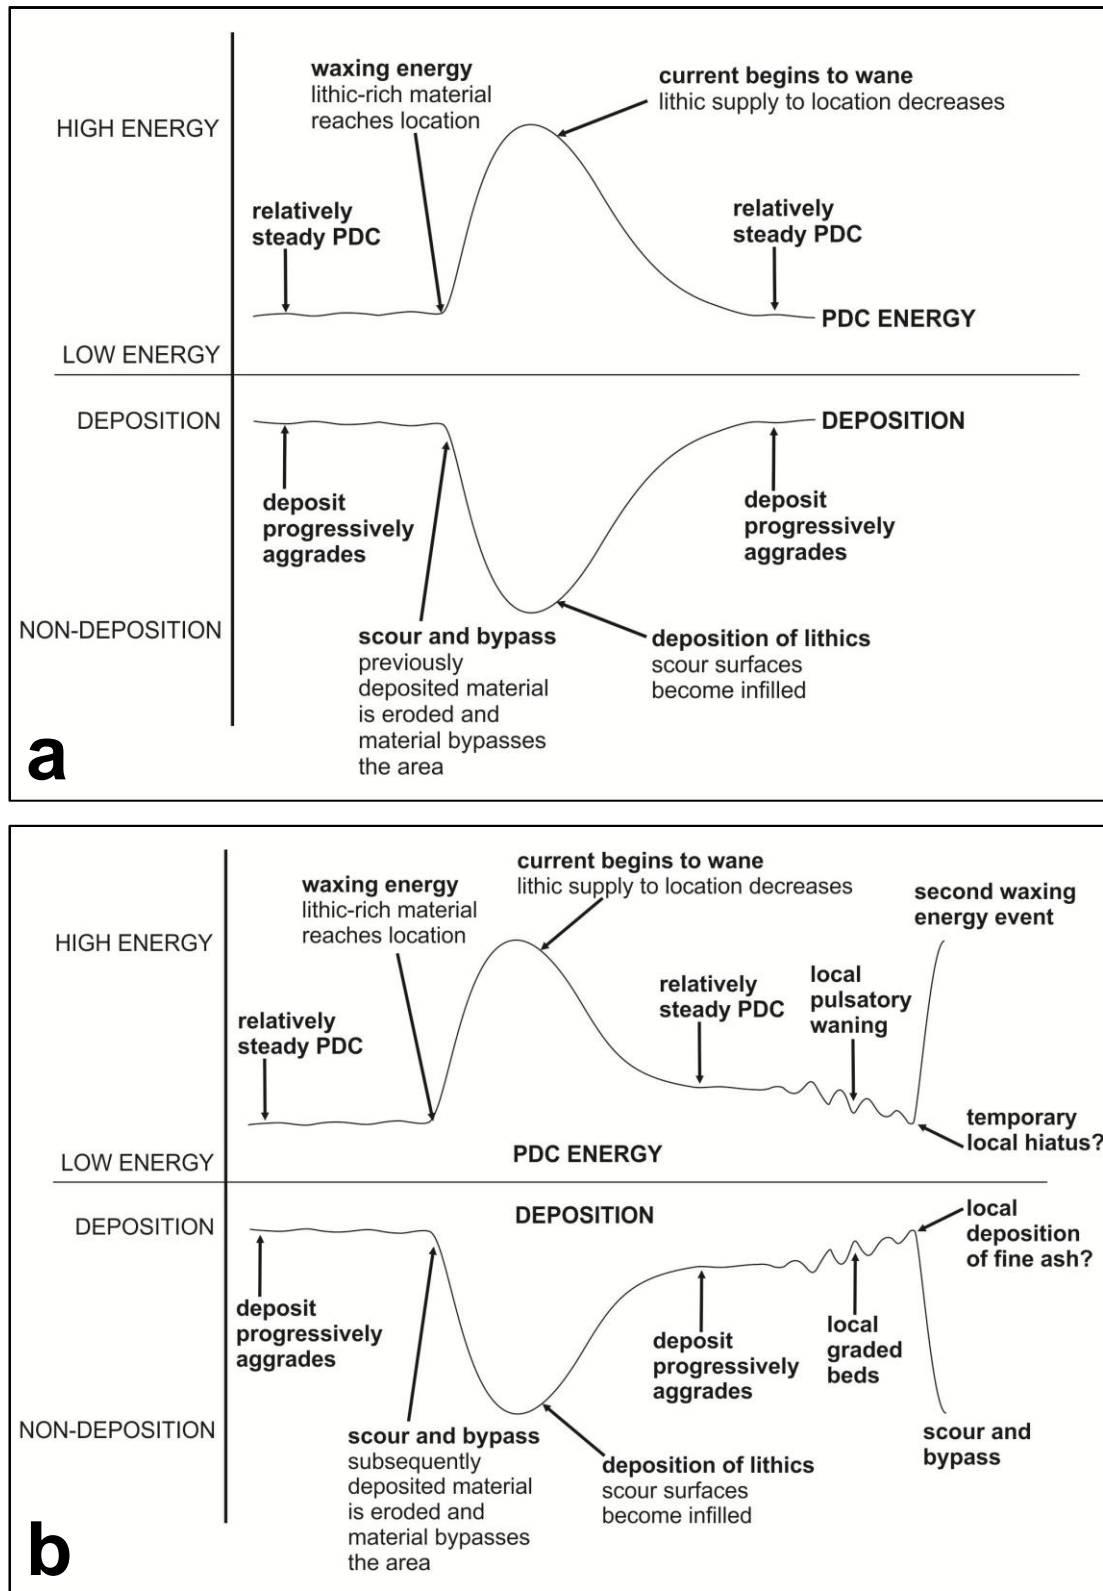 waxing energy
lithic-rich material
reaches location
current begins to wane
lithic supply to location decreases
HIGH ENERGY
relatively
steady PDC
relatively
steady PDC
PDC ENERGY
LOW ENERGY
DEPOSITION
DEPOSITION
deposit
progressively
aggrades
deposit
progressively
aggrades
NON-DEPOSITION
scour and bypass
previously
deposited material
is eroded and
material bypasses
the area
deposition of lithics
scour surfaces
become infilled
a
current begins to wane
lithic supply to location decreases
waxing energy
lithic-rich material
reaches location
second waxing
energy event
HIGH ENERGY
relatively
steady PDC
local
pulsatory
waning
relatively
steady PDC
temporary
local hiatus?
PDC ENERGY
LOW ENERGY
DEPOSITION
DEPOSITION
local
deposition
of fine ash?
deposit
progressively
aggrades
deposit
progressively
aggrades
local
graded
beds
NON-DEPOSITION
scour and bypass
subsequently
deposited material
is eroded and
material bypasses
the area
deposition of lithics
scour surfaces
become infilled
scour and
bypass
b